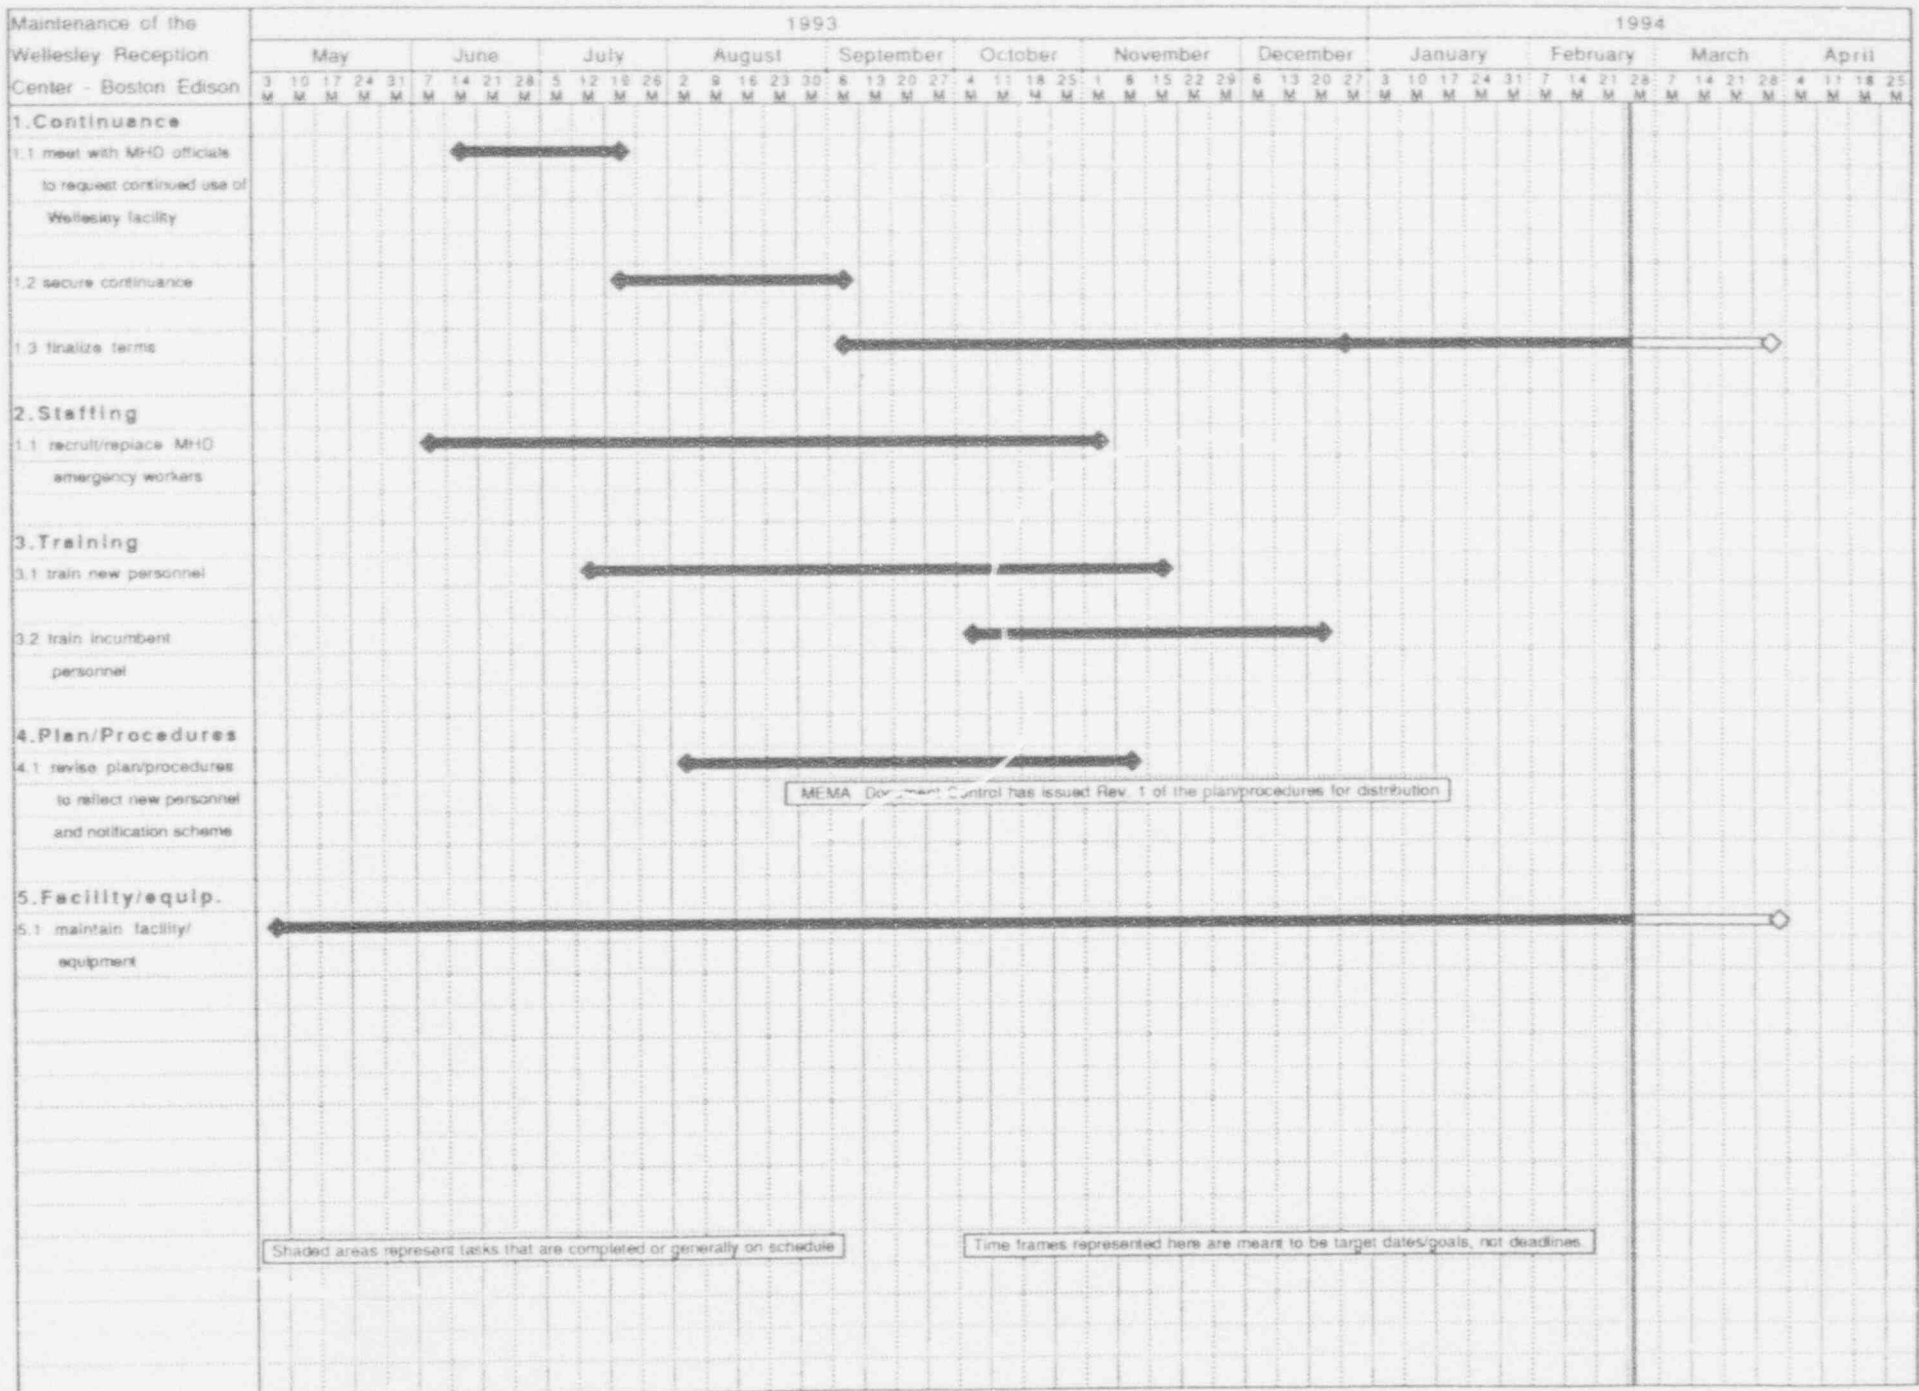 Maintenance of the
Wellesley Reception
Center - Boston Edison
1993 1994
May June July August September October November December January February March April
3 10 17 24 31 7 14 21 28 5 12 19 26 2 9 16 23 30 6 13 20 27 4 11 18 25 1 8 15 22 29 6 13 20 27 3 10 17 24 31 7 14 21 28 7 14 21 28 4 11 18 25
M M M M M M M M M M M M M M M M M M M M M M M M M M M M M M M M M M M M M M M M M M M M M M M M M M M M
1.Continuance
1.1 meet with MHD officials
to request continued use of
Wellesley facility
1.2 secure continuance
1.3 finalize terms
2.Staffing
1.1 recruit/replace MHD
emergency workers
3.Training
3.1 train new personnel
3.2 train incumbent
personnel
4.Plan/Procedures
4.1 revise plan/procedures
to reflect new personnel
and notification scheme
MEMA Document Control has issued Rev. 1 of the plan/procedures for distribution
5.Facility/equip.
5.1 maintain facility/
equipment
Shaded areas represent tasks that are completed or generally on schedule
Time frames represented here are meant to be target dates/goals, not deadlines.